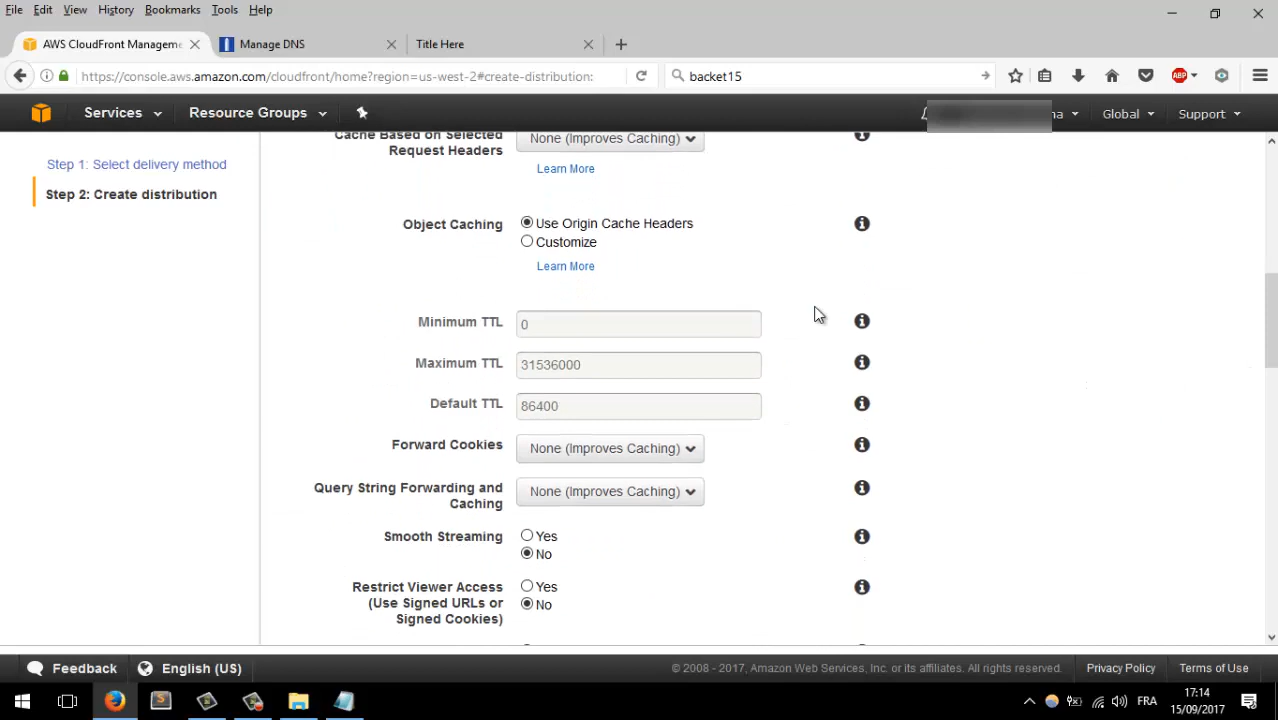 File Edit View History Bookmarks Tools Help
AWS CloudFront Manageme
Manage DNS
Title Here
https://console.aws.amazon.com/cloudfront/home?region=us-west-2#create-distribution:
backet15
ABP
Services
Resource Groups
na
Global
Support
Step 1: Select delivery method
Step 2: Create distribution
Cache Based on Selected
Request Headers
None (Improves Caching)
Learn More
Object Caching
Use Origin Cache Headers
Customize
Learn More
Minimum TTL
0
Maximum TTL
31536000
Default TTL
86400
Forward Cookies
None (Improves Caching)
Query String Forwarding and
Caching
None (Improves Caching)
Smooth Streaming
Yes
No
Restrict Viewer Access
(Use Signed URLs or
Signed Cookies)
Yes
No
Feedback
English (US)
© 2008 - 2017, Amazon Web Services, Inc. or its affiliates. All rights reserved.
Privacy Policy
Terms of Use
FRA
17:14
15/09/2017